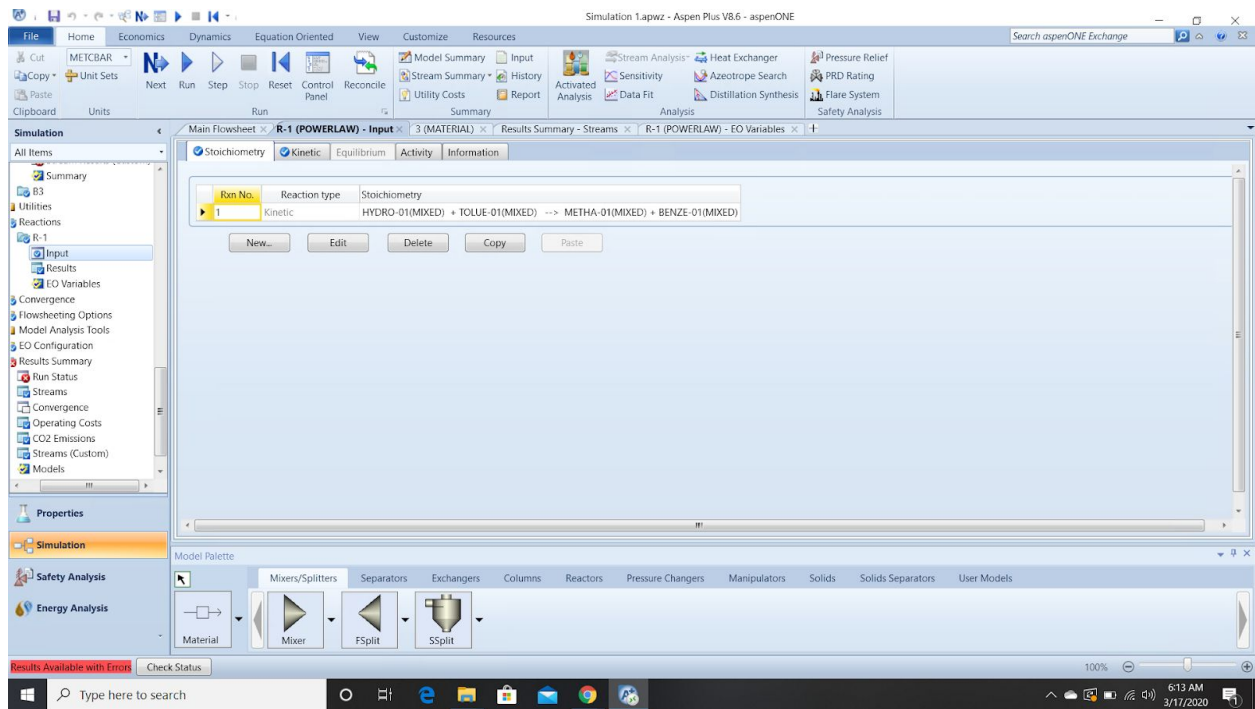 Simulation 1.apwz - Aspen Plus V8.6 - aspenONE
File Home Economics Dynamics Equation Oriented View Customize Resources Search aspenONE Exchange
Cut METCBAR Model Summary Input Stream Analysis Heat Exchanger Pressure Relief
Copy Unit Sets Next Run Step Stop Reset Control Panel Reconcile Stream Summary History Activated Analysis Sensitivity Azeotrope Search PRD Rating
Paste Utility Costs Report Data Fit Distillation Synthesis Flare System
Clipboard Units Run Summary Analysis Safety Analysis
Simulation Main Flowsheet R-1 (POWERLAW) - Input 3 (MATERIAL) Results Summary - Streams R-1 (POWERLAW) - EO Variables
All Items
Stoichiometry Kinetic Equilibrium Activity Information
Summary
B3
Utilities
Reactions
R-1
Input
Results
EO Variables
Convergence
Flowsheeting Options
Model Analysis Tools
EO Configuration
Results Summary
Run Status
Streams
Convergence
Operating Costs
CO2 Emissions
Streams (Custom)
Models
Rxn No. Reaction type Stoichiometry
1 Kinetic HYDRO-01(MIXED) + TOLUE-01(MIXED) --> METHA-01(MIXED) + BENZE-01(MIXED)
New... Edit Delete Copy Paste
Properties
Simulation
Safety Analysis
Energy Analysis
Model Palette
Mixers/Splitters Separators Exchangers Columns Reactors Pressure Changers Manipulators Solids Solids Separators User Models
Material Mixer FSplit SSplit
Results Available with Errors Check Status 100%
Type here to search
6:13 AM
3/17/2020